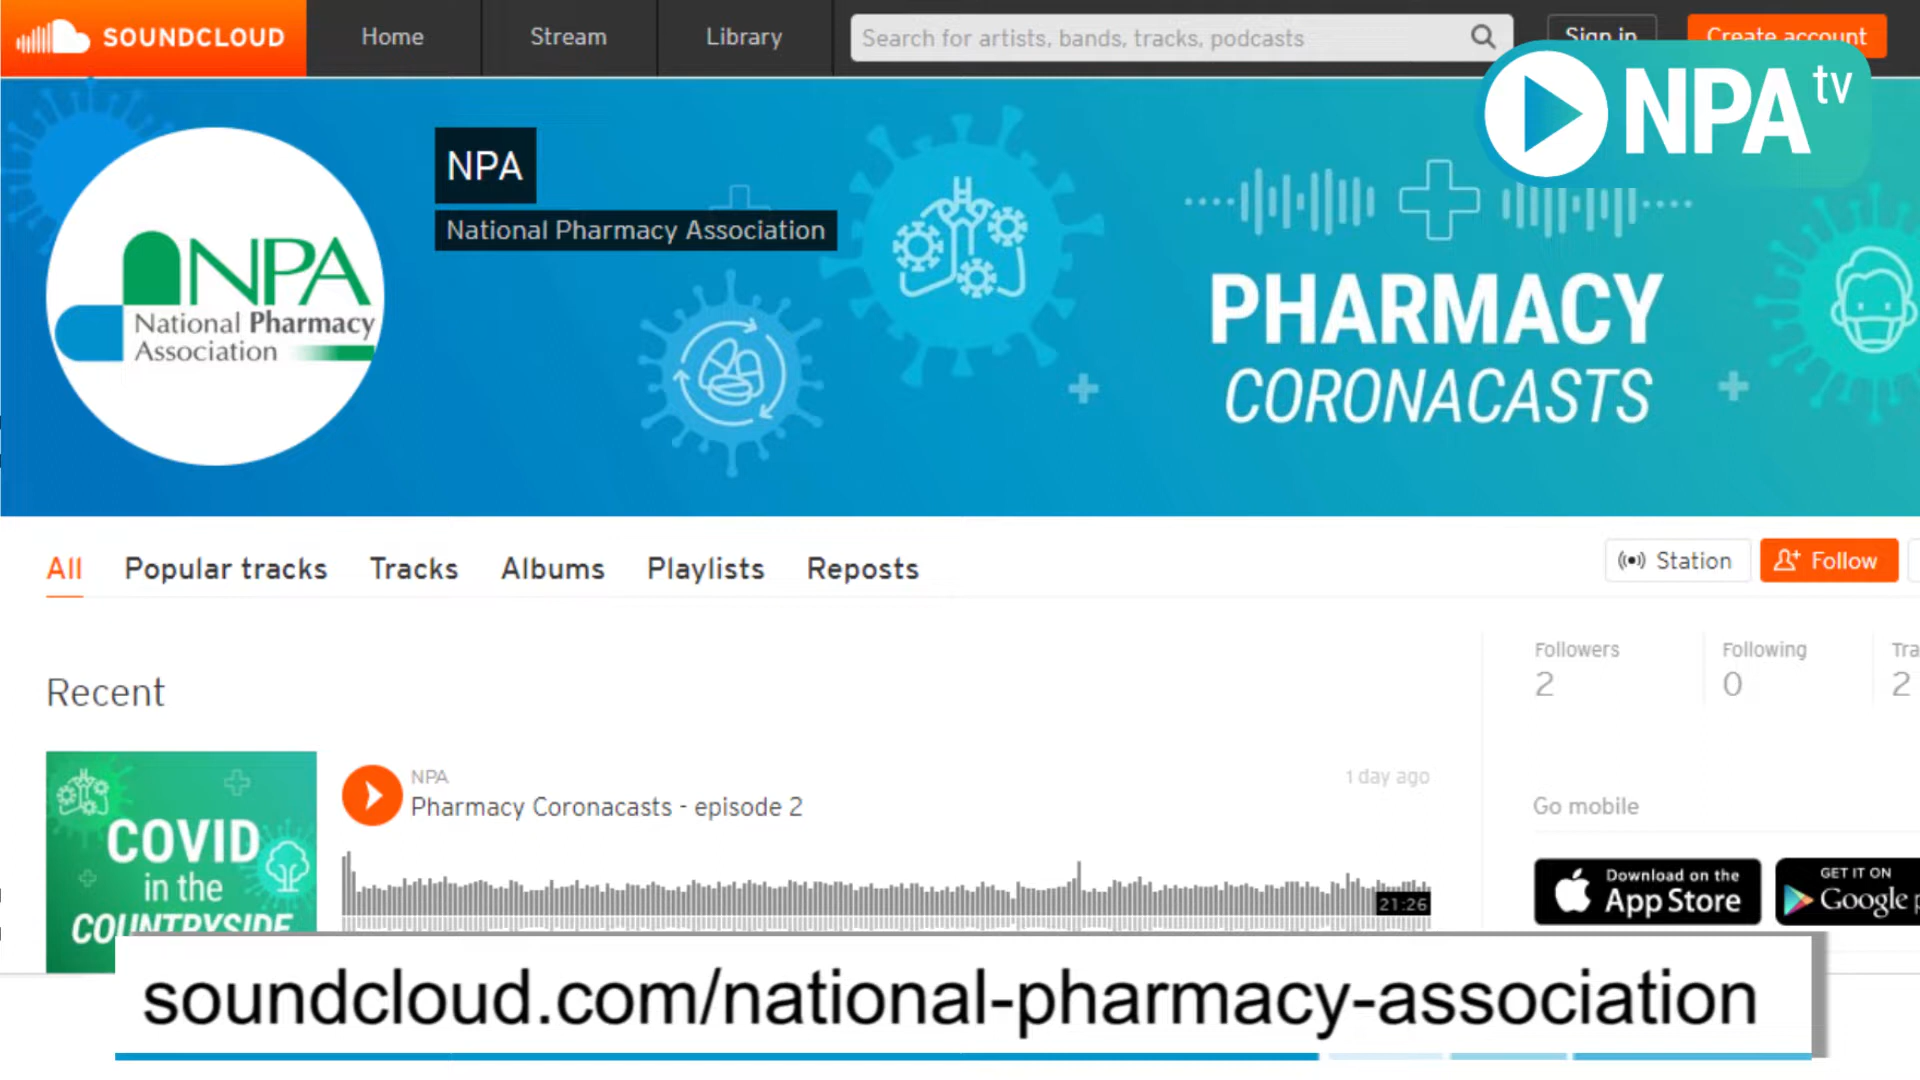 SOUNDCLOUD
Home
Stream
Library
Search for artists, bands, tracks, podcasts
Sign in
Create account
NPA tv
NPA
National Pharmacy Association
NPA
National Pharmacy
Association
PHARMACY
CORONACASTS
All
Popular tracks
Tracks
Albums
Playlists
Reposts
Station
Follow
Followers
2
Following
0
Tra
2
Recent
COVID
in the
COUNTRYSIDE
NPA
Pharmacy Coronacasts - episode 2
1 day ago
21:26
Go mobile
Download on the
App Store
GET IT ON
Google p
soundcloud.com/national-pharmacy-association